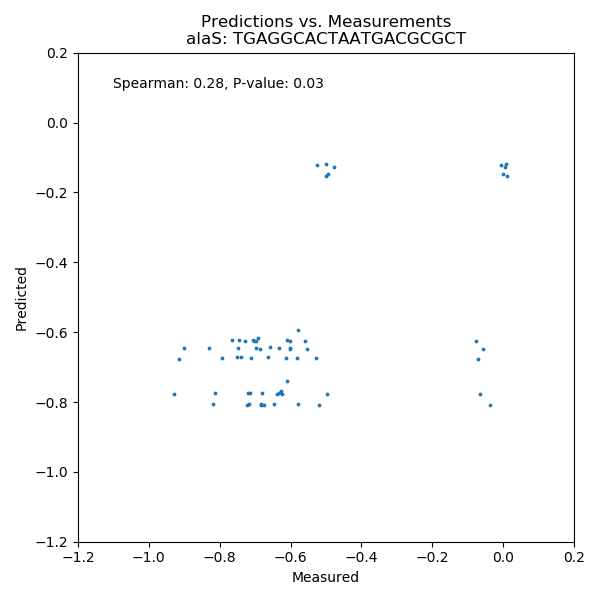 Predictions vs. Measurements
alaS: TGAGGCACTAATGACGCGCT
Spearman: 0.28, P-value: 0.03
0.2
0.0
−0.2
−0.4
−0.6
−0.8
−1.0
−1.2
Predicted
−1.2 −1.0 −0.8 −0.6 −0.4 −0.2 0.0 0.2
Measured